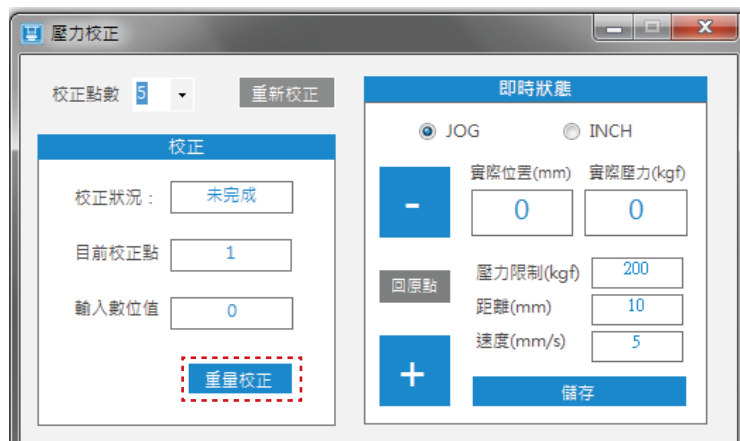 壓力校正
校正點數 5 重新校正
校正
校正狀況： 未完成
目前校正點 1
輸入數位值 0
重量校正
即時狀態
JOG INCH
實際位置(mm) 實際壓力(kgf)
- 0 0
回原點
壓力限制(kgf) 200
距離(mm) 10
速度(mm/s) 5
+ 儲存